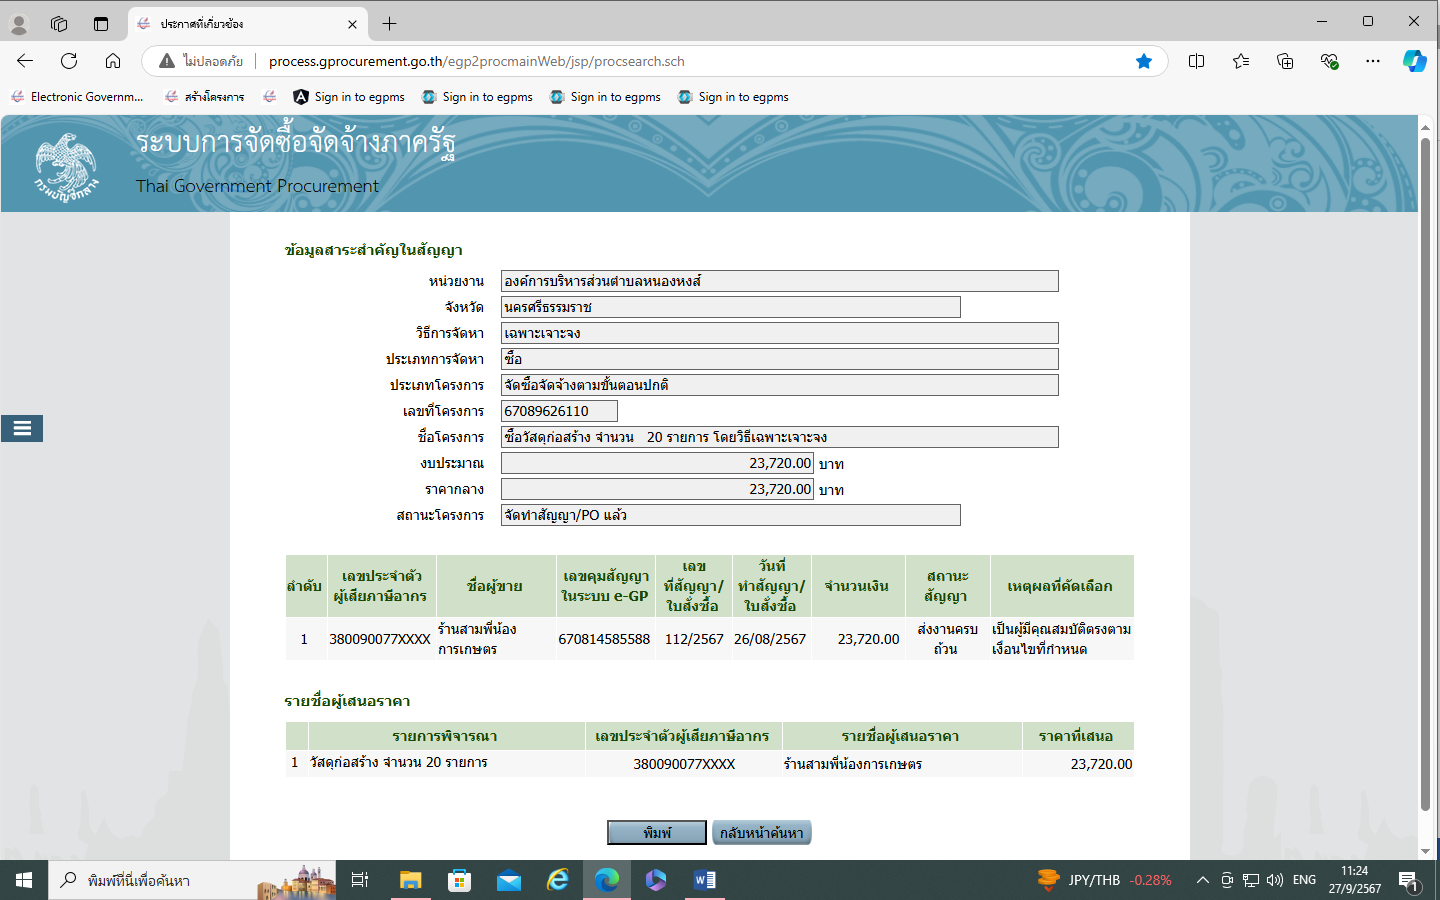 ประกาศที่เกี่ยวข้อง
ไม่ปลอดภัย process.gprocurement.go.th/egp2procmainWeb/jsp/procsearch.sch
Electronic Governm... สร้างโครงการ Sign in to egpms Sign in to egpms Sign in to egpms Sign in to egpms
ระบบการจัดซื้อจัดจ้างภาครัฐ
Thai Government Procurement
กรมบัญชีกลาง
ข้อมูลสาระสำคัญในสัญญา
หน่วยงาน องค์การบริหารส่วนตำบลหนองหงส์
จังหวัด นครศรีธรรมราช
วิธีการจัดหา เฉพาะเจาะจง
ประเภทการจัดหา ซื้อ
ประเภทโครงการ จัดซื้อจัดจ้างตามขั้นตอนปกติ
เลขที่โครงการ 67089626110
ชื่อโครงการ ซื้อวัสดุก่อสร้าง จำนวน 20 รายการ โดยวิธีเฉพาะเจาะจง
งบประมาณ 23,720.00 บาท
ราคากลาง 23,720.00 บาท
สถานะโครงการ จัดทำสัญญา/PO แล้ว
ลำดับ เลขประจำตัวผู้เสียภาษีอากร ชื่อผู้ขาย เลขคุมสัญญาในระบบ e-GP เลขที่สัญญา/ใบสั่งซื้อ วันที่ทำสัญญา/ใบสั่งซื้อ จำนวนเงิน สถานะสัญญา เหตุผลที่คัดเลือก
1 380090077XXXX ร้านสามพี่น้องการเกษตร 670814585588 112/2567 26/08/2567 23,720.00 ส่งงานครบถ้วน เป็นผู้มีคุณสมบัติตรงตามเงื่อนไขที่กำหนด
รายชื่อผู้เสนอราคา
รายการพิจารณา เลขประจำตัวผู้เสียภาษีอากร รายชื่อผู้เสนอราคา ราคาที่เสนอ
1 วัสดุก่อสร้าง จำนวน 20 รายการ 380090077XXXX ร้านสามพี่น้องการเกษตร 23,720.00
พิมพ์ กลับหน้าค้นหา
พิมพ์ที่นี่เพื่อค้นหา JPY/THB -0.28% ENG 11:24
27/9/2567 1